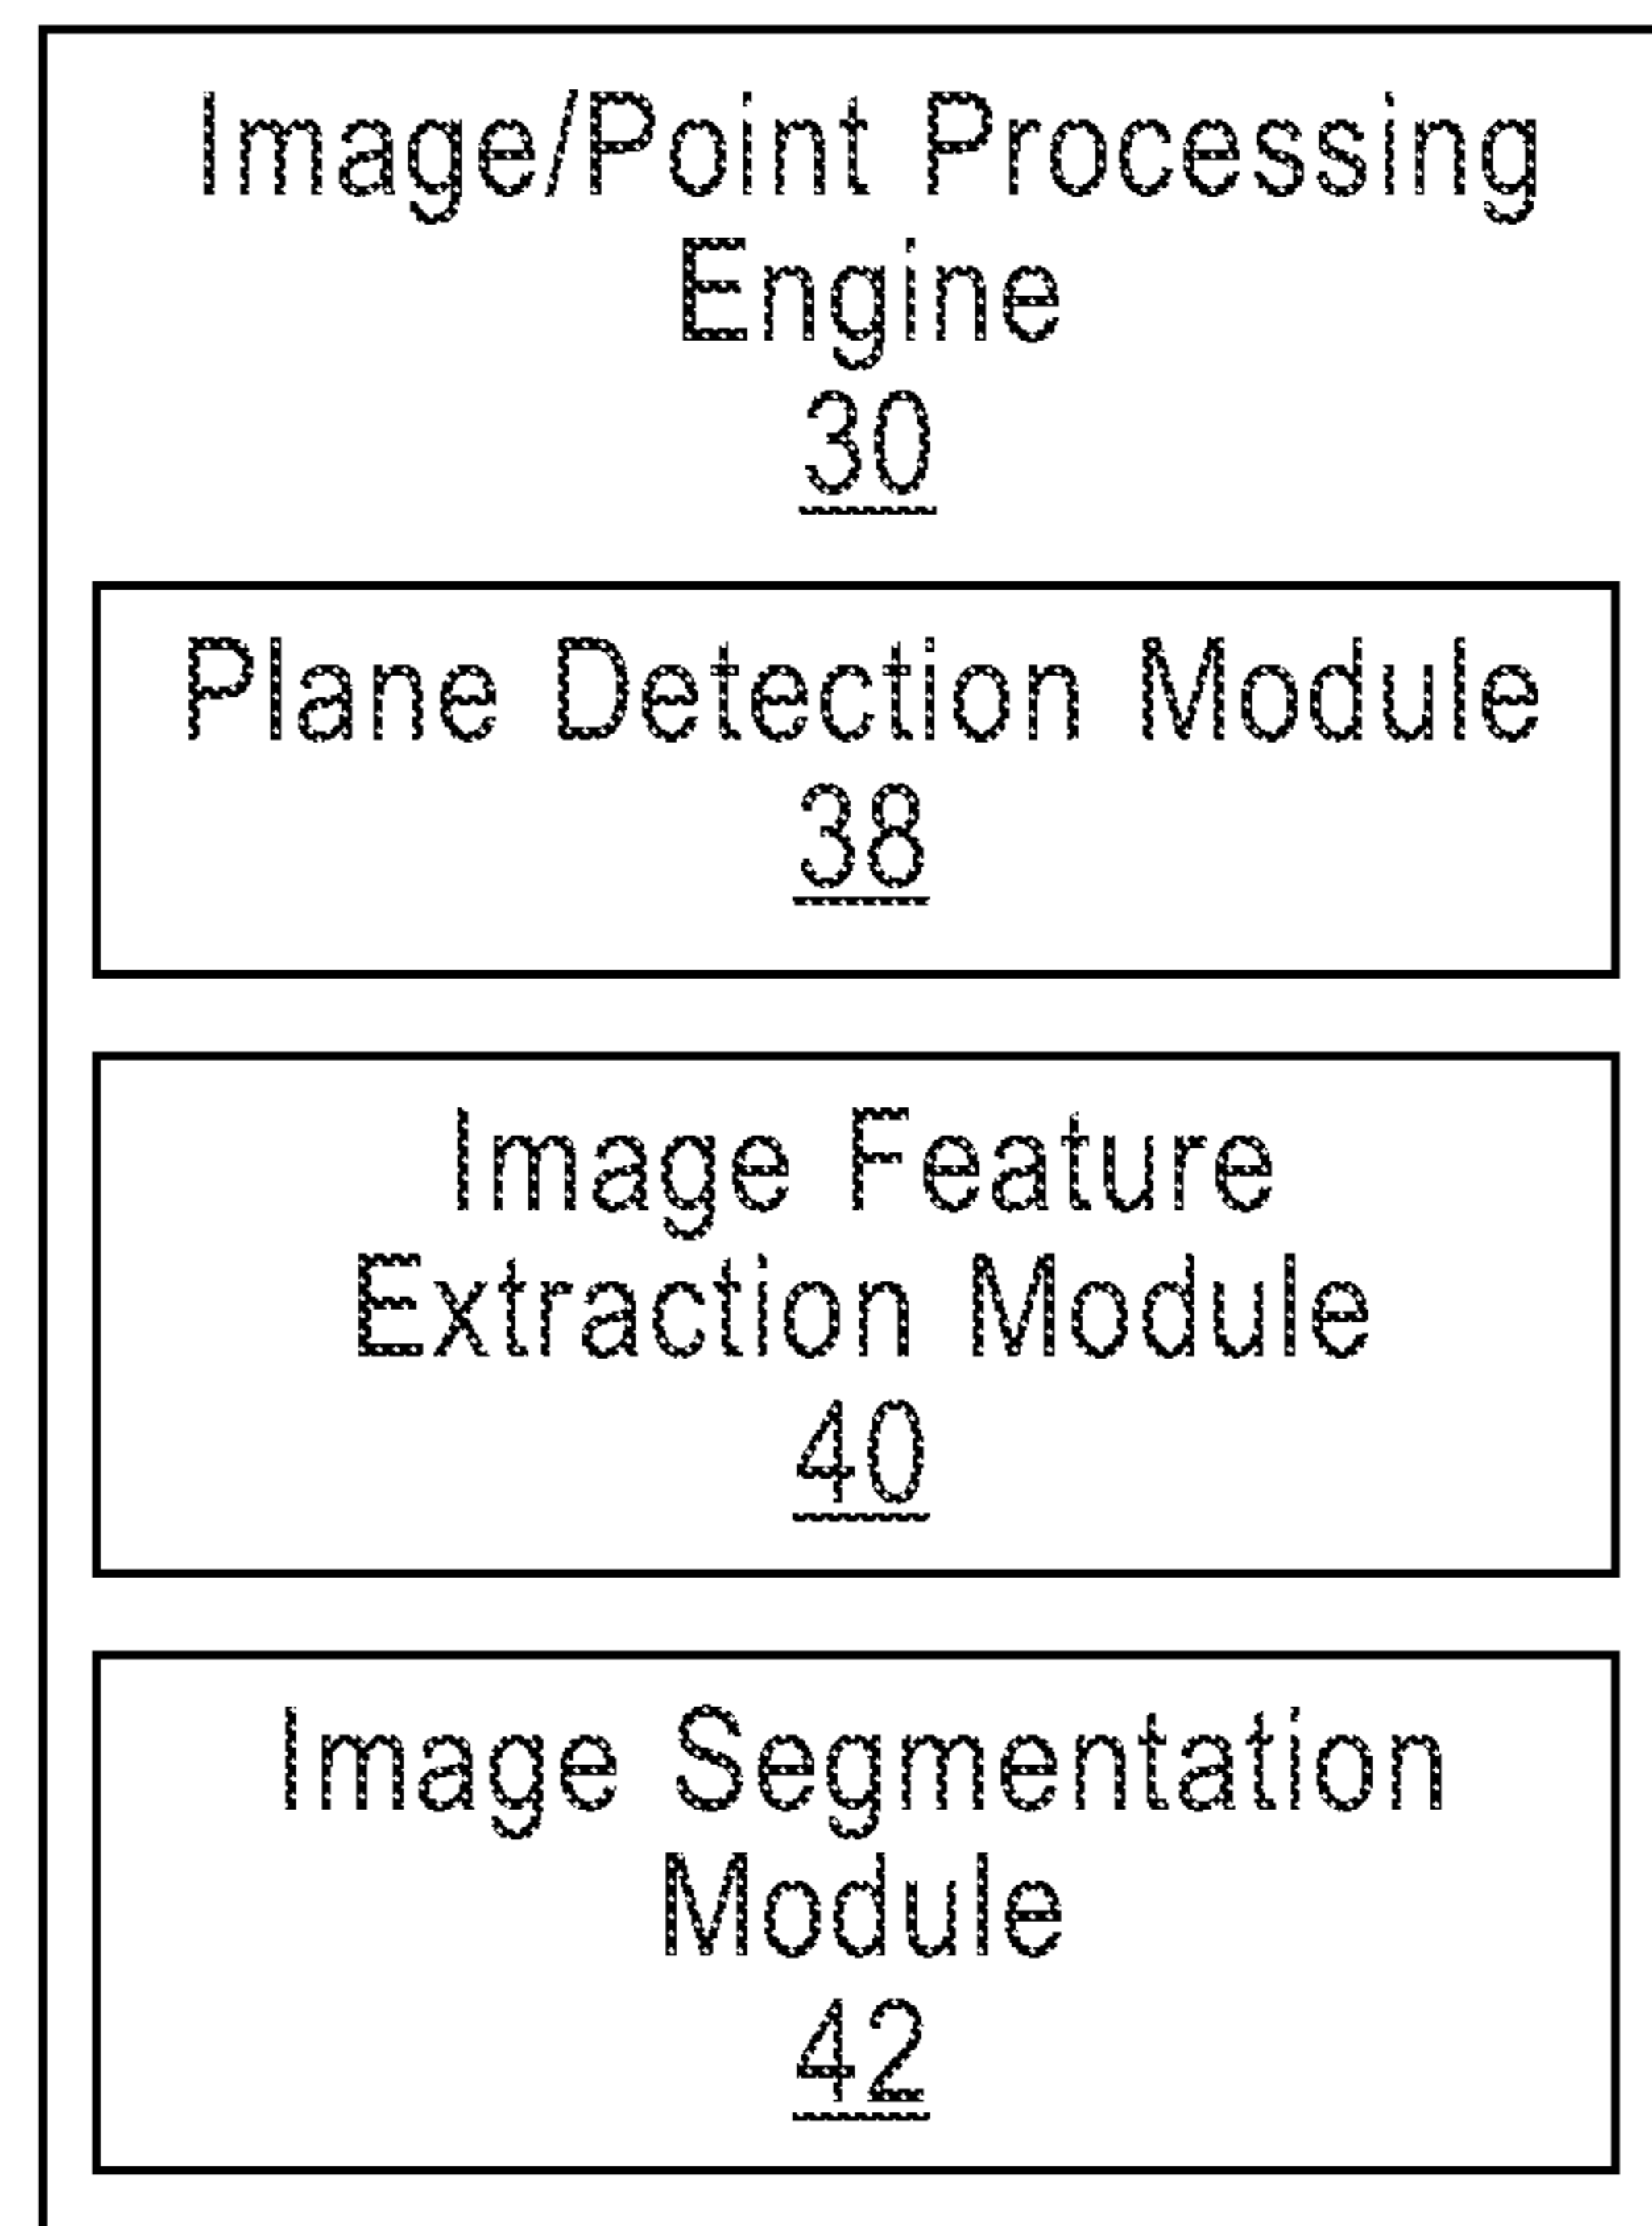 Image/Point Processing
Engine
30
Plane Detection Module
38
Image Feature
Extraction Module
40
Image Segmentation
Module
42